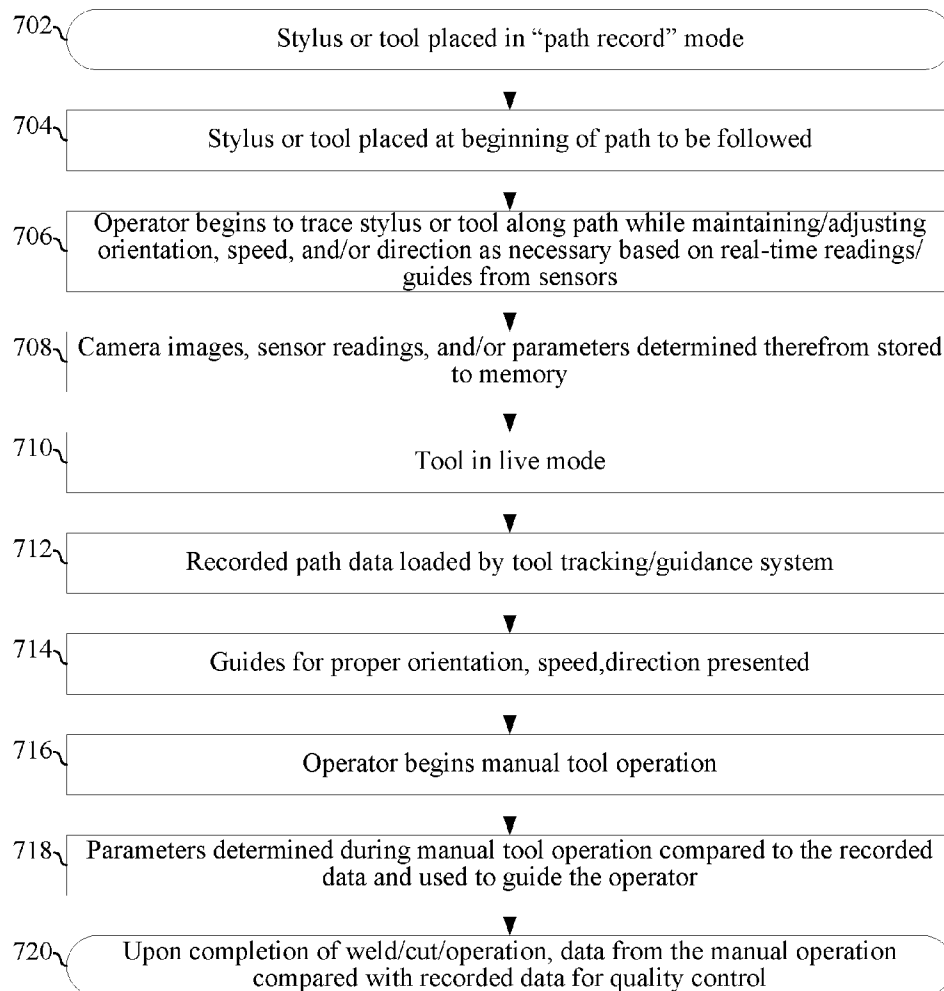 702
Stylus or tool placed in “path record” mode
704
Stylus or tool placed at beginning of path to be followed
706
Operator begins to trace stylus or tool along path while maintaining/adjusting
orientation, speed, and/or direction as necessary based on real-time readings/
guides from sensors
708
Camera images, sensor readings, and/or parameters determined therefrom stored
to memory
710
Tool in live mode
712
Recorded path data loaded by tool tracking/guidance system
714
Guides for proper orientation, speed,direction presented
716
Operator begins manual tool operation
718
Parameters determined during manual tool operation compared to the recorded
data and used to guide the operator
720
Upon completion of weld/cut/operation, data from the manual operation
compared with recorded data for quality control